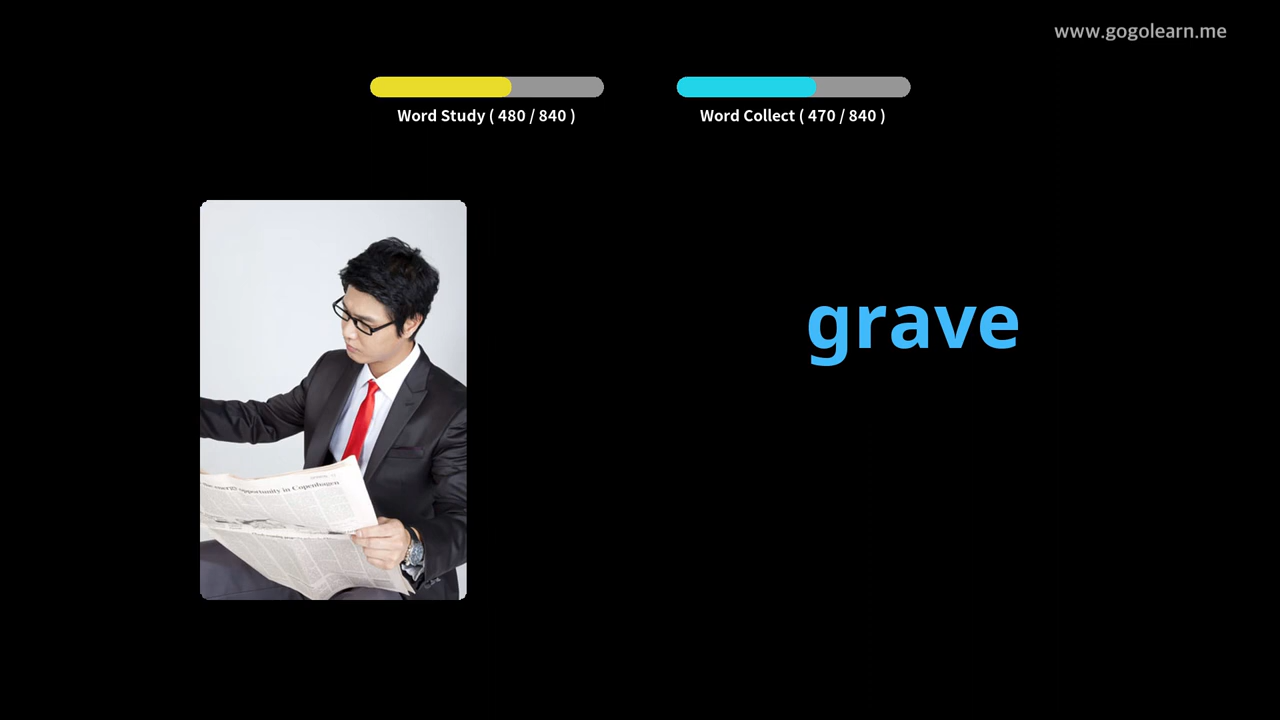 www.gogolearn.me
Word Study ( 480 / 840 )
Word Collect ( 470 / 840 )
grave
opportunity in Copenhagen